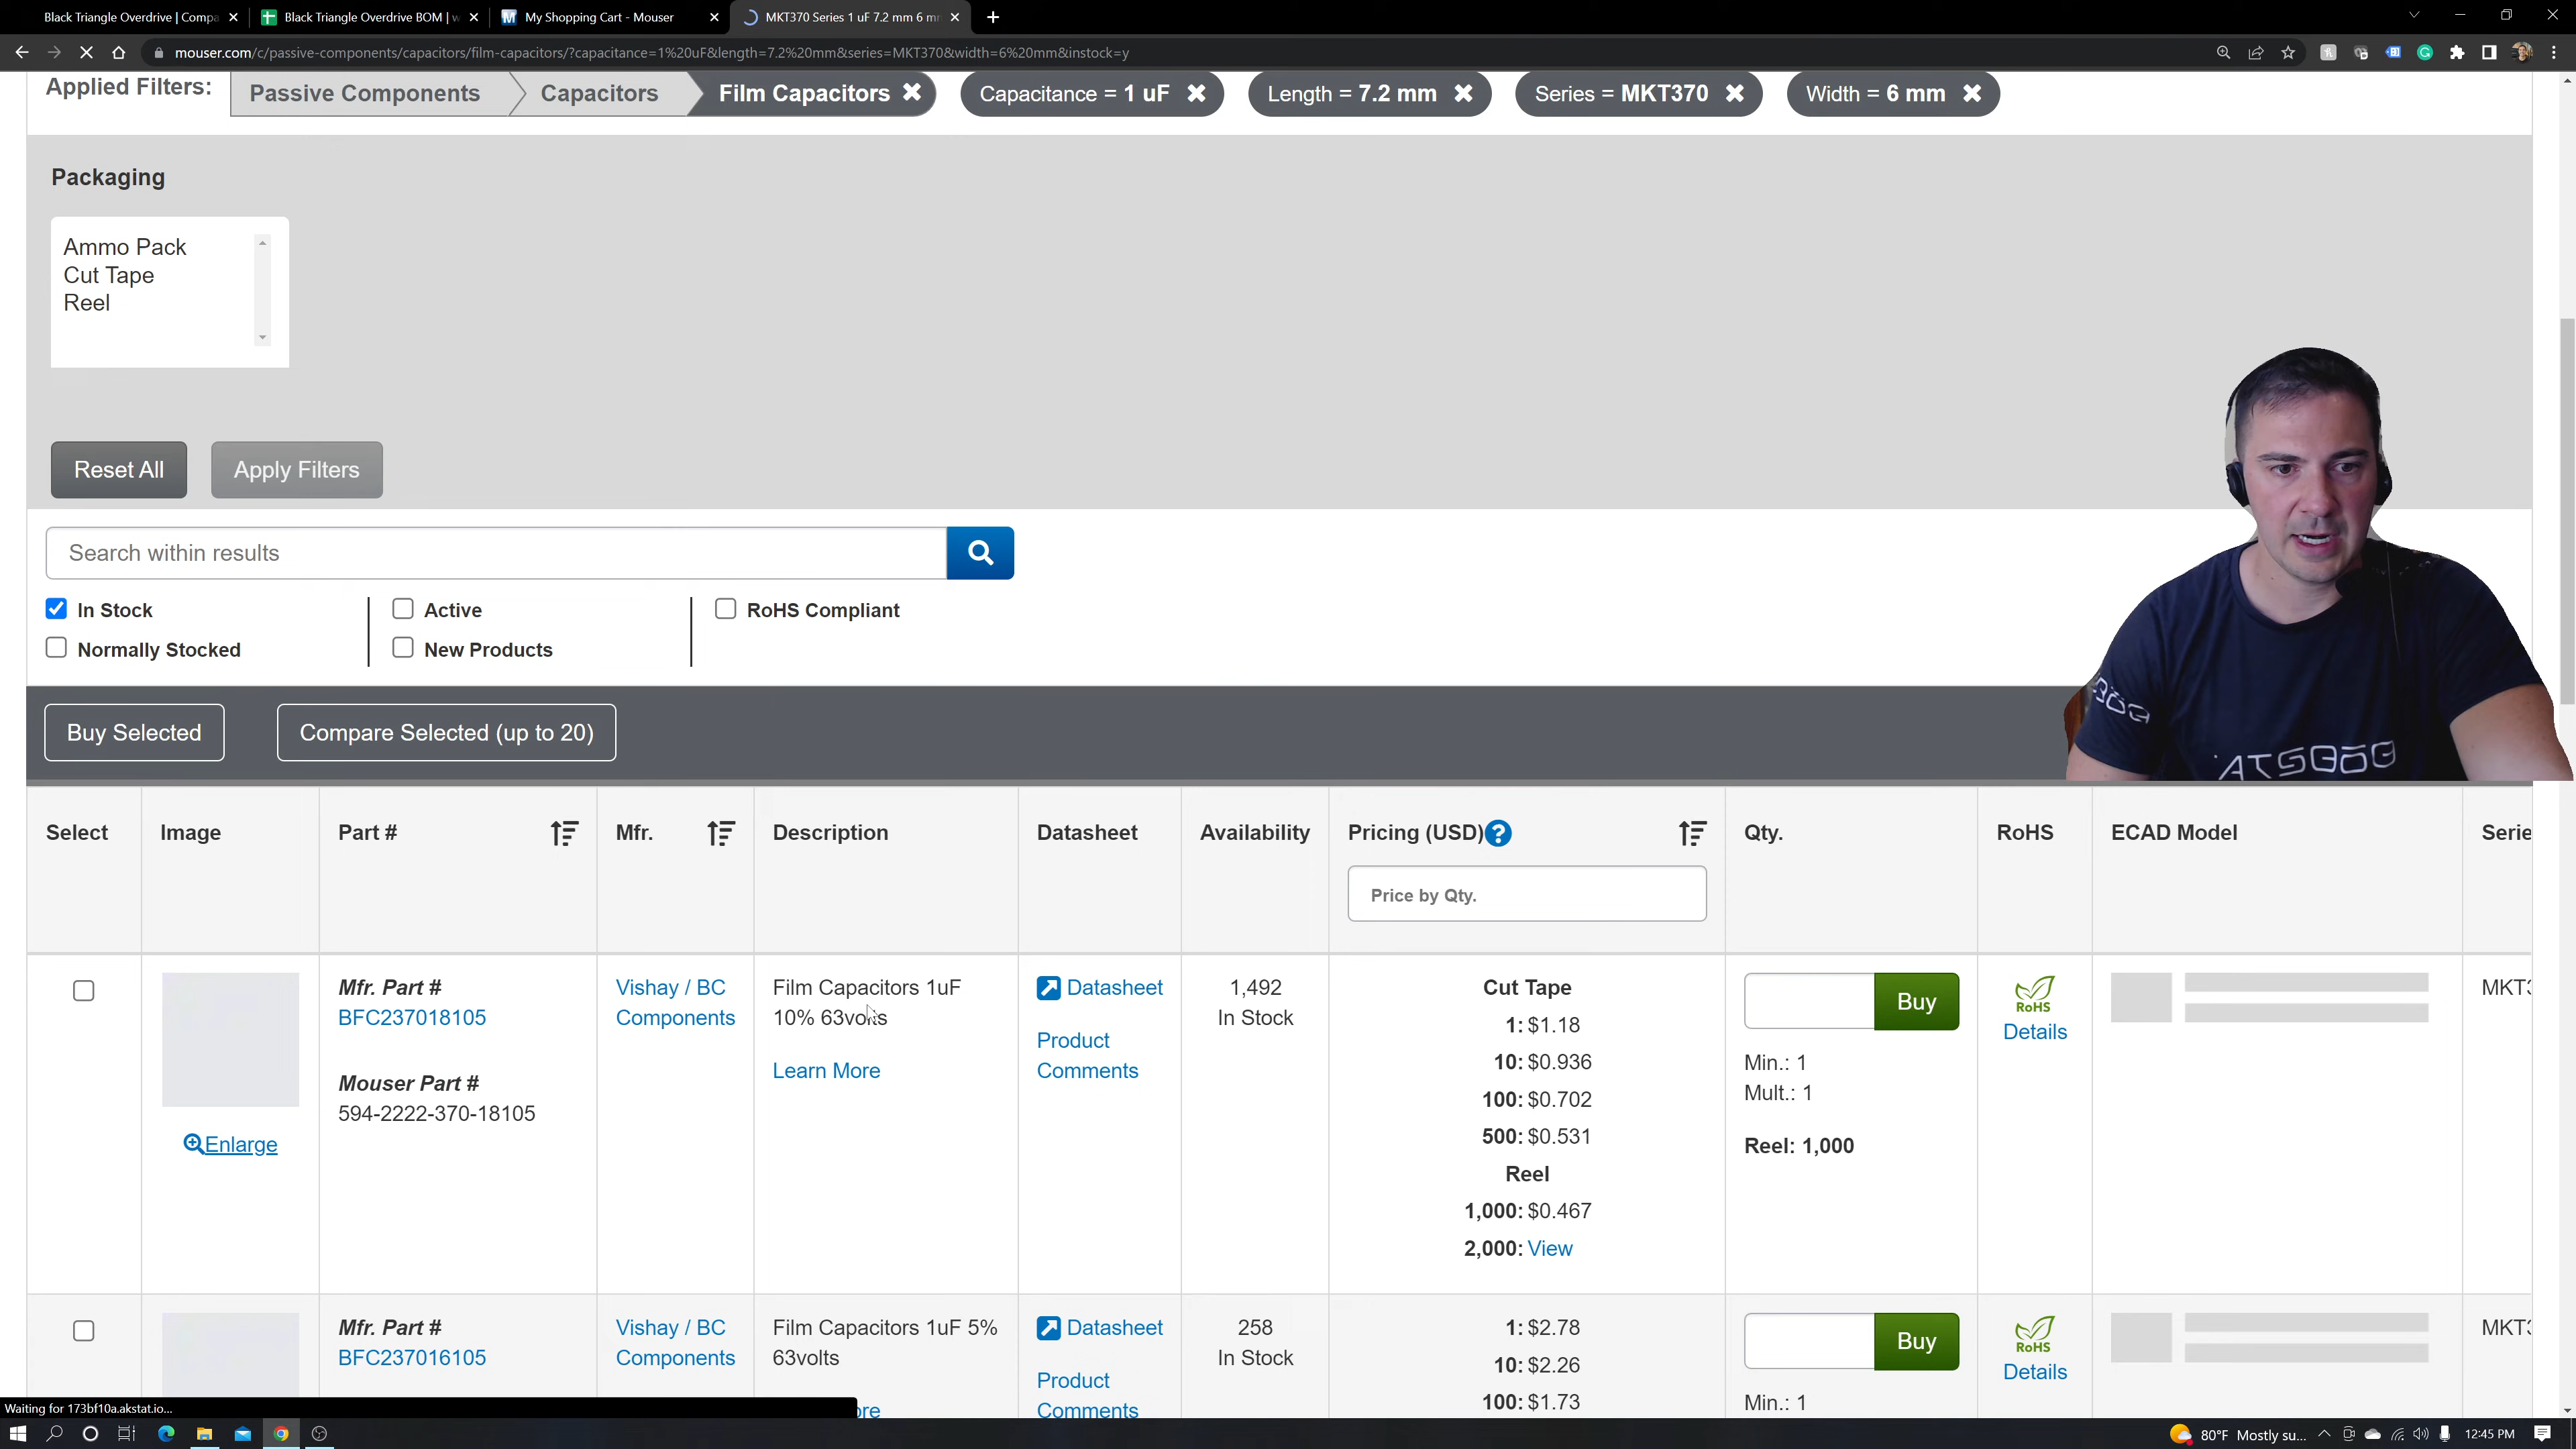 Black Triangle Overdrive | Compa
Black Triangle Overdrive BOM | w
My Shopping Cart - Mouser
MKT370 Series 1 uF 7.2 mm 6 m
mouser.com/c/passive-components/capacitors/film-capacitors/?capacitance=1%20uF&length=7.2%20mm&series=MKT370&width=6%20mm&instock=y
Applied Filters:
Passive Components
Capacitors
Film Capacitors
Capacitance = 1 uF
Length = 7.2 mm
Series = MKT370
Width = 6 mm
Packaging
Ammo Pack
Cut Tape
Reel
Reset All
Apply Filters
Search within results
In Stock
Active
RoHS Compliant
Normally Stocked
New Products
Buy Selected
Compare Selected (up to 20)
Select
Image
Part #
Mfr.
Description
Datasheet
Availability
Pricing (USD)
Qty.
RoHS
ECAD Model
Serie
Price by Qty.
Enlarge
Mfr. Part #
BFC237018105
Mouser Part #
594-2222-370-18105
Vishay / BC
Components
Film Capacitors 1uF
10% 63volts
Learn More
Datasheet
Product
Comments
1,492
In Stock
Cut Tape
1: $1.18
10: $0.936
100: $0.702
500: $0.531
Reel
1,000: $0.467
2,000: View
Buy
Min.: 1
Mult.: 1
Reel: 1,000
RoHS
Details
MKT3
Mfr. Part #
BFC237016105
Vishay / BC
Components
Film Capacitors 1uF 5%
63volts
ore
Datasheet
Product
Comments
258
In Stock
1: $2.78
10: $2.26
100: $1.73
Buy
Min.: 1
RoHS
Details
MKT3
Waiting for 173bf10a.akstat.io...
80°F Mostly su...
12:45 PM